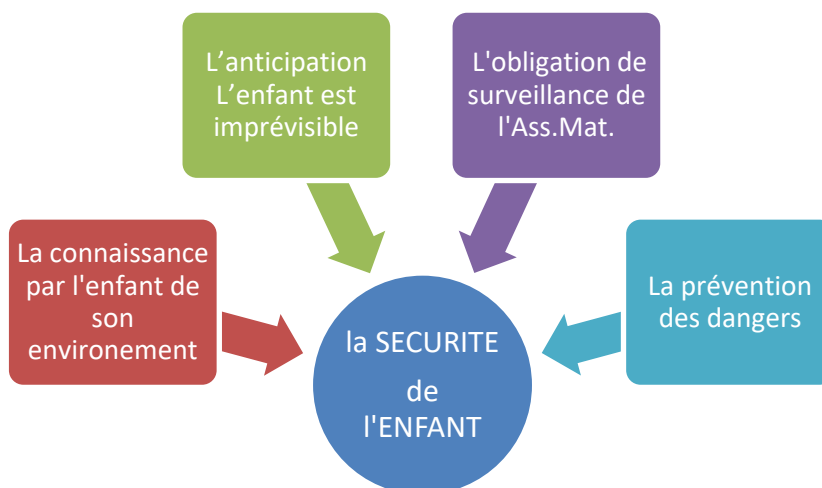 L’anticipation
L’enfant est
imprévisible
L'obligation de
surveillance de
l'Ass.Mat.
La connaissance
par l'enfant de
son
environement
La prévention
des dangers
la SECURITE
de
l'ENFANT